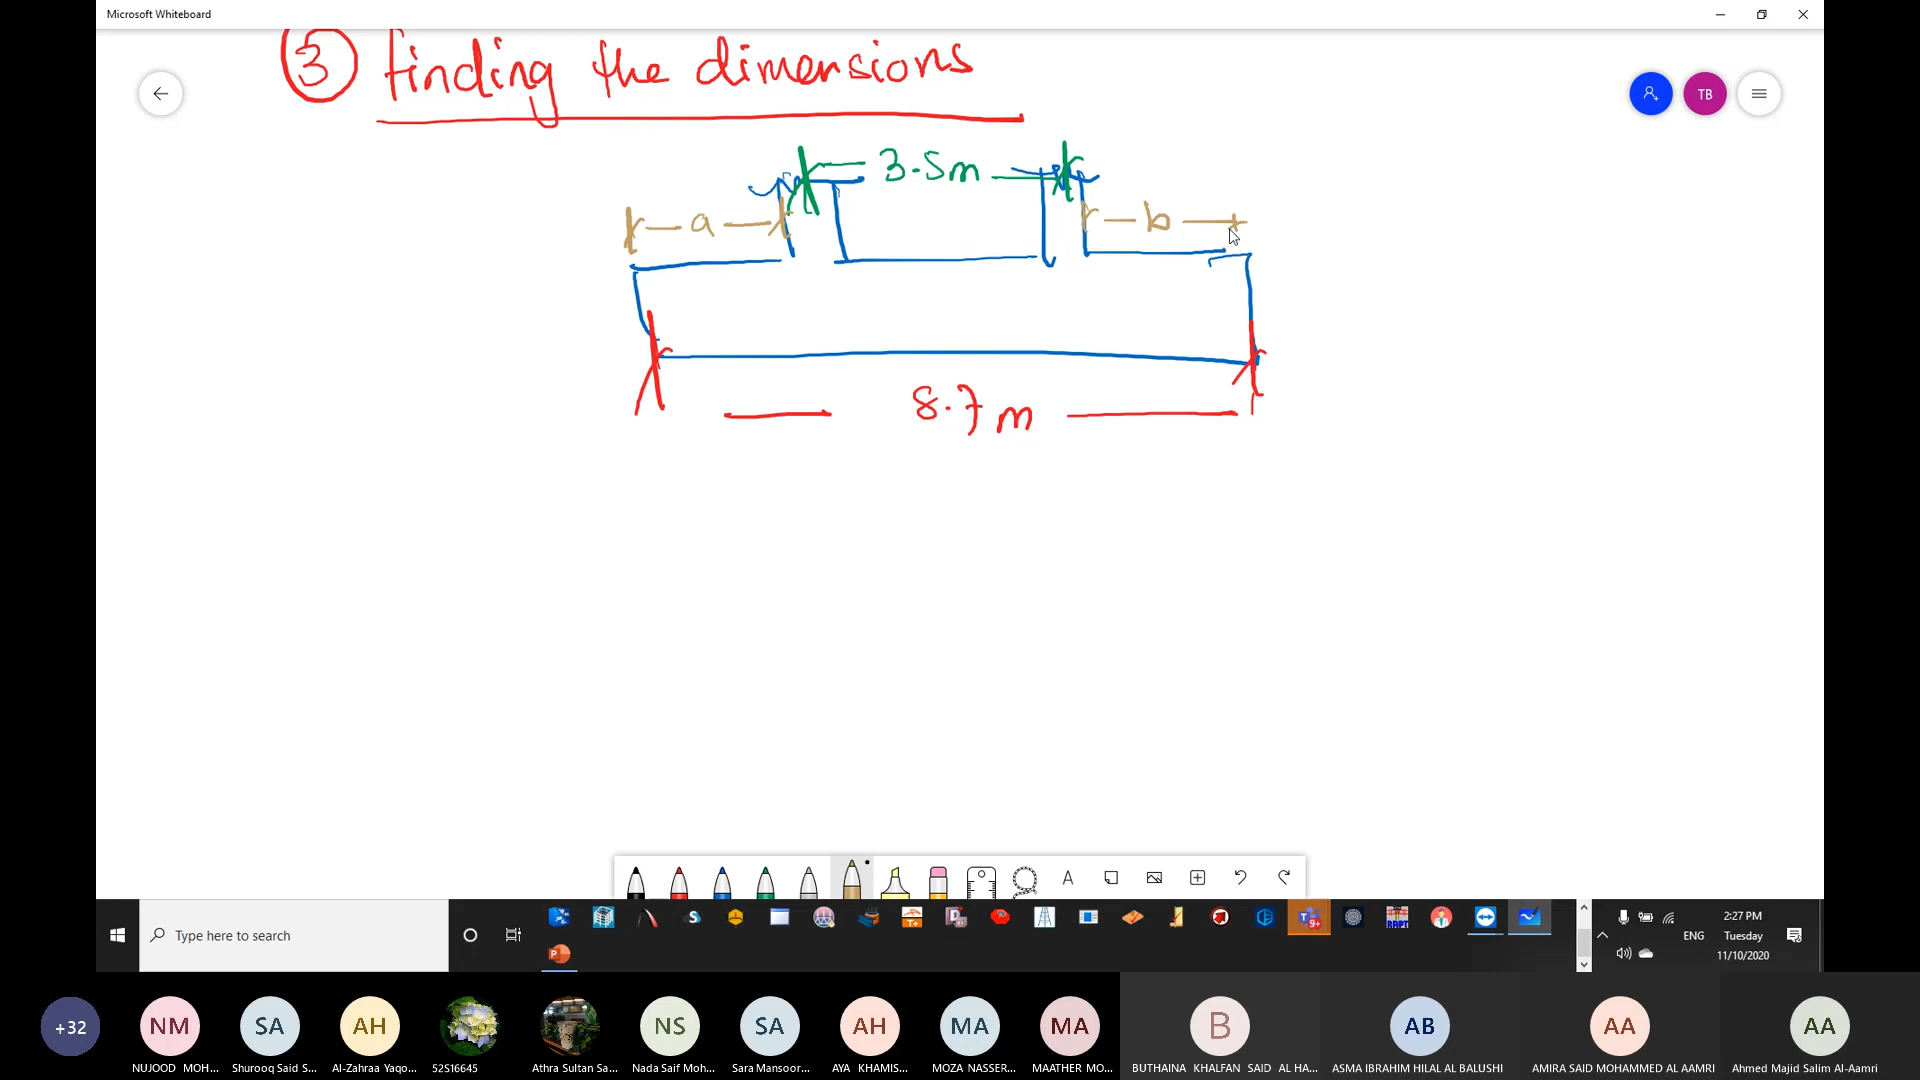 Microsoft Whiteboard
3 finding the dimensions
TB
3.5m
a
b
8.7 m
A
Type here to search
9+
ENG
2:27 PM
Tuesday
11/10/2020
+32
NM
SA
AH
NS
SA
AH
MA
MA
B
AB
AA
AA
NUJOOD MOH...
Shurooq Said S...
Al-Zahraa Yaqo...
52S16645
Athra Sultan Sa...
Nada Saif Moh...
Sara Mansoor...
AYA KHAMIS...
MOZA NASSER...
MAATHER MO...
BUTHAINA KHALFAN SAID AL HA...
ASMA IBRAHIM HILAL AL BALUSHI
AMIRA SAID MOHAMMED AL AAMRI
Ahmed Majid Salim Al-Aamri